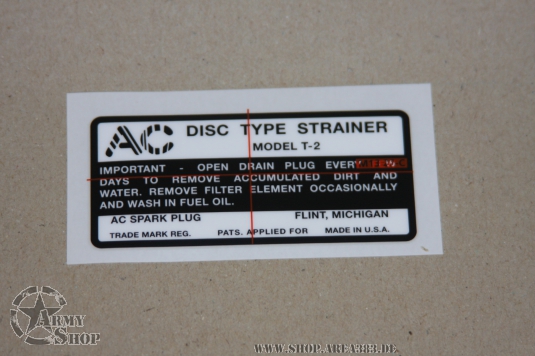 AC DISC TYPE STRAINER
MODEL T-2
IMPORTANT - OPEN DRAIN PLUG EVERY FEW
DAYS TO REMOVE ACCUMULATED DIRT AND
WATER. REMOVE FILTER ELEMENT OCCASIONALLY
AND WASH IN FUEL OIL.
AC SPARK PLUG FLINT, MICHIGAN
TRADE MARK REG. PATS. APPLIED FOR MADE IN U.S.A.
ARMY
SHOP
WWW.SHOP.AREA111.DE